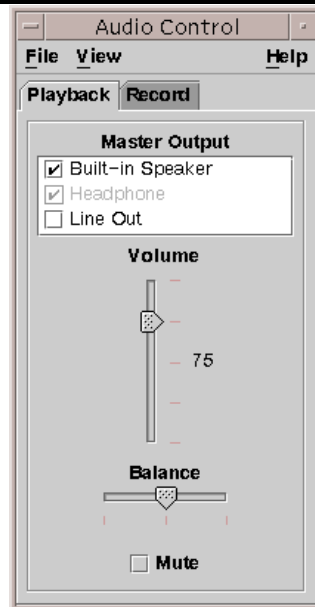 Audio Control
File View Help
Playback Record
Master Output
Built-in Speaker
Headphone
Line Out
Volume
75
Balance
Mute